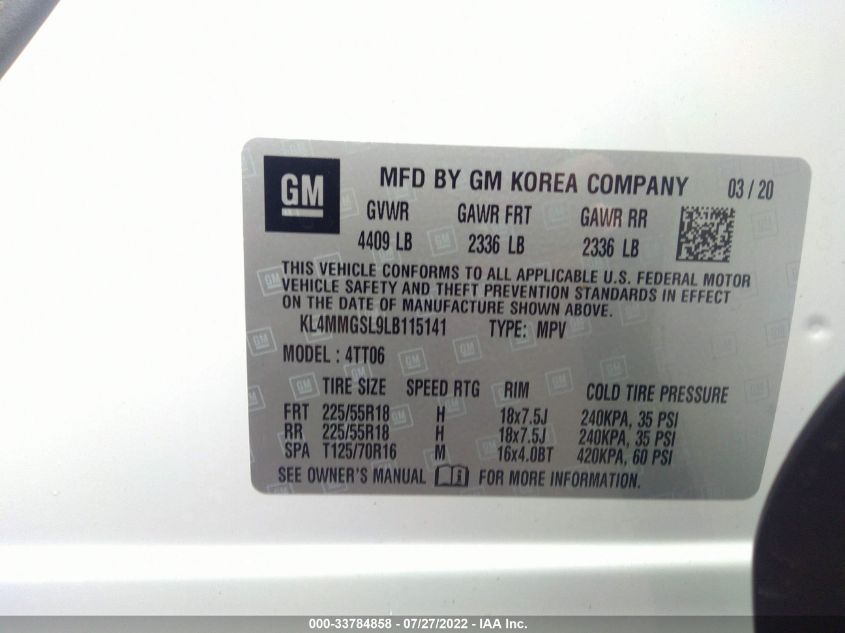 GM
MFD BY GM KOREA COMPANY 03/20
GVWR GAWR FRT GAWR RR
4409 LB 2336 LB 2336 LB
THIS VEHICLE CONFORMS TO ALL APPLICABLE U.S. FEDERAL MOTOR
VEHICLE SAFETY AND THEFT PREVENTION STANDARDS IN EFFECT
ON THE DATE OF MANUFACTURE SHOWN ABOVE.
KL4MMGSL9LB115141 TYPE: MPV
MODEL : 4TT06
TIRE SIZE SPEED RTG RIM COLD TIRE PRESSURE
FRT 225/55R18 H 18x7.5J 240KPA, 35 PSI
RR 225/55R18 H 18x7.5J 240KPA, 35 PSI
SPA T125/70R16 M 16x4.0BT 420KPA, 60 PSI
SEE OWNER'S MANUAL i FOR MORE INFORMATION.
000-33784858 - 07/27/2022 - IAA Inc.